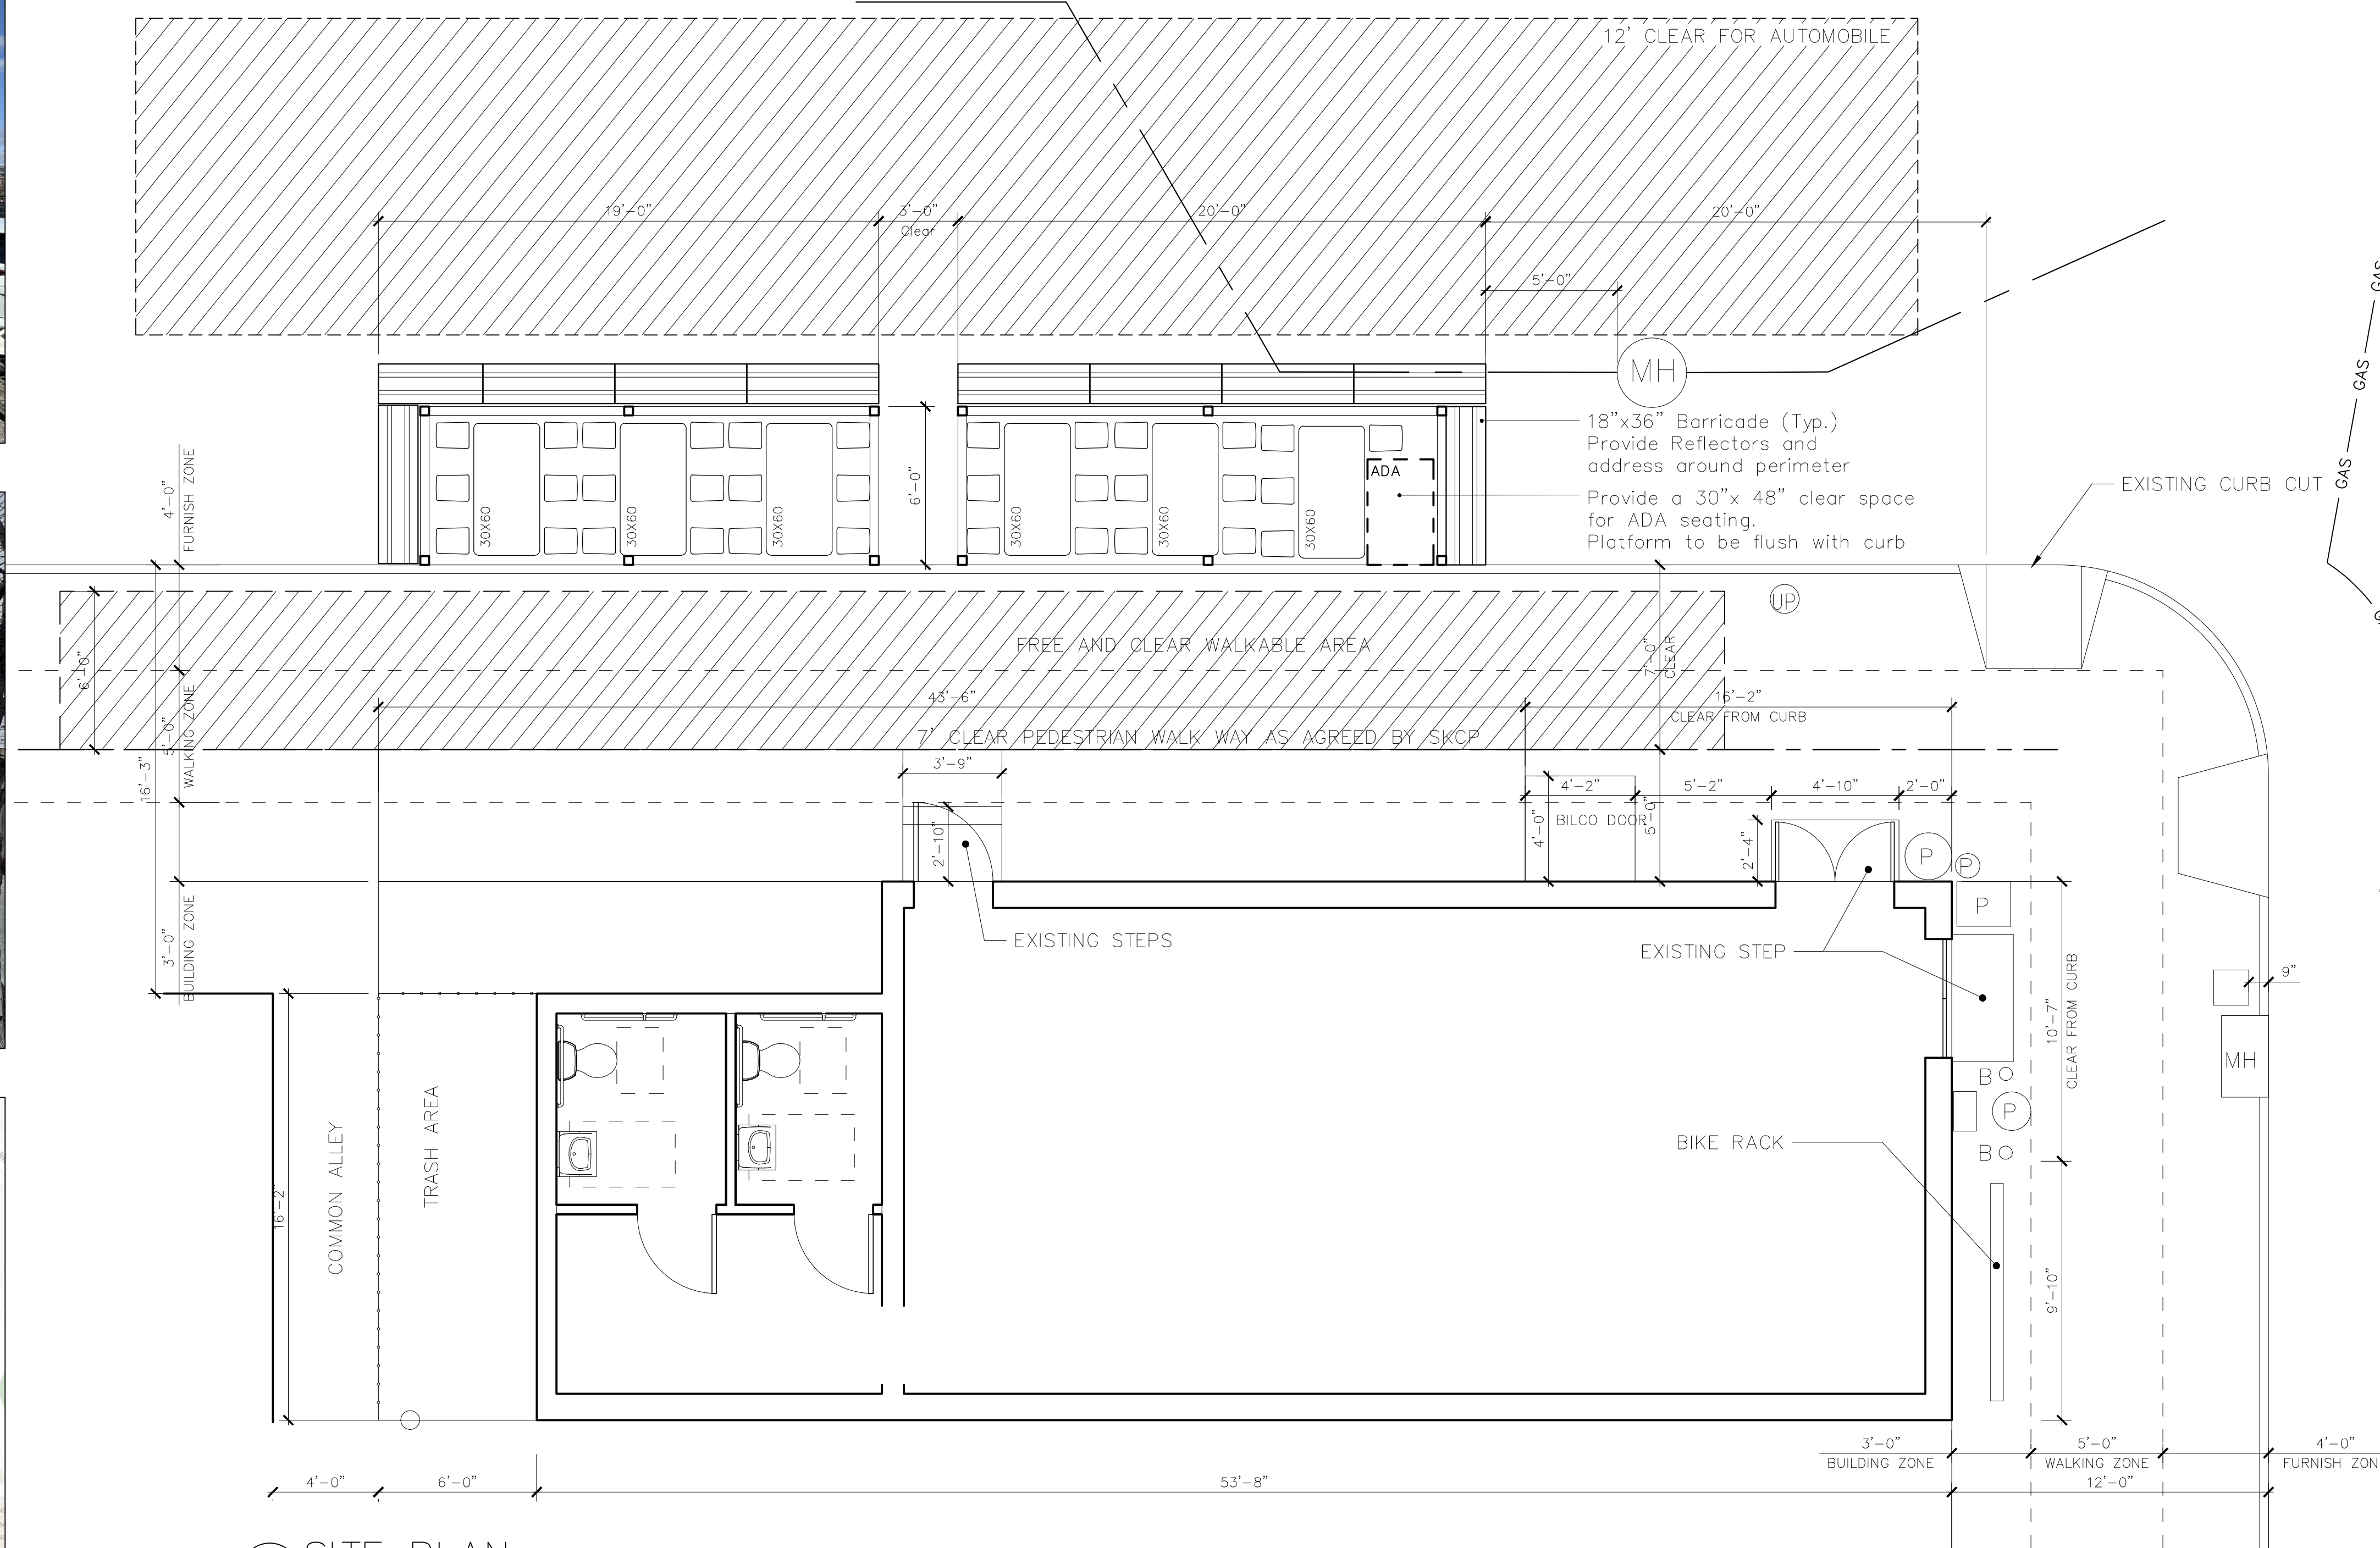 12' CLEAR FOR AUTOMOBILE
19'-0"
3'-0"
Clear
20'-0"
20'-0"
5'-0"
GAS
GAS
GAS
MH
18"x36" Barricade (Typ.)
Provide Reflectors and
address around perimeter
Provide a 30"x 48" clear space
for ADA seating.
Platform to be flush with curb
EXISTING CURB CUT
4'-0"
FURNISH ZONE
30X60
30X60
30X60
6'-0"
30X60
30X60
30X60
ADA
UP
FREE AND CLEAR WALKABLE AREA
7'-0"
CLEAR
6'-0"
5'-0"
WALKING ZONE
16'-3"
43'-6"
16'-2"
CLEAR FROM CURB
7' CLEAR PEDESTRIAN WALK WAY AS AGREED BY SKCP
3'-9"
2'-10"
4'-2"
5'-2"
4'-10"
2'-0"
4'-0"
BILCO DOOR
5'-0"
2'-4"
P
P
P
3'-0"
BUILDING ZONE
EXISTING STEPS
EXISTING STEP
10'-7"
CLEAR FROM CURB
9"
MH
B
P
B
BIKE RACK
COMMON ALLEY
TRASH AREA
16'-2"
9'-10"
3'-0"
BUILDING ZONE
5'-0"
WALKING ZONE
4'-0"
FURNISH ZON
4'-0"
6'-0"
53'-8"
12'-0"
SITE PLAN